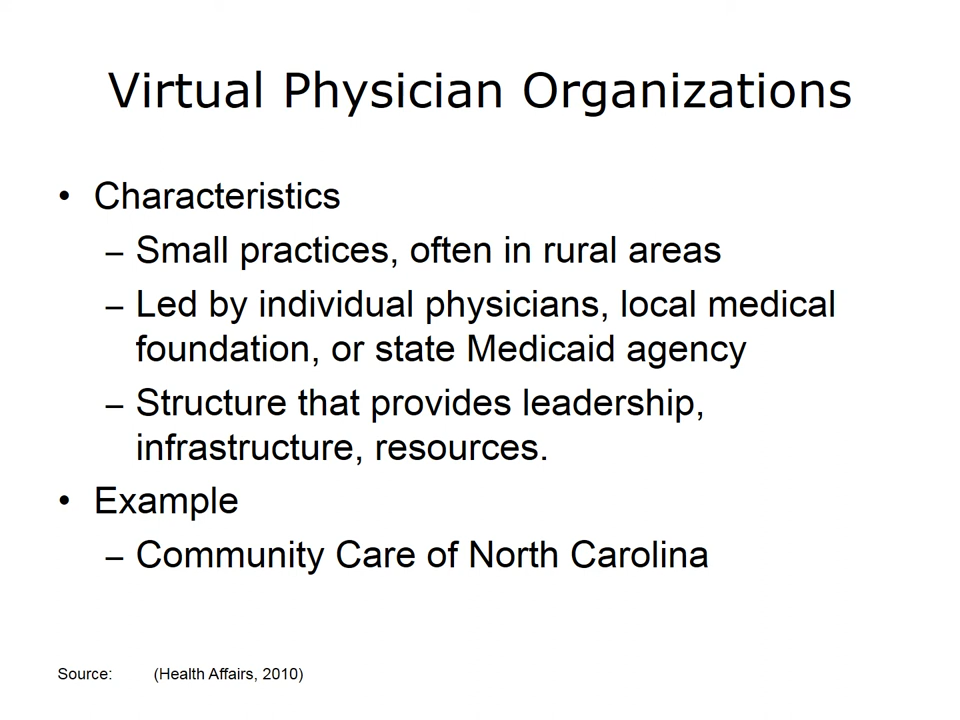 Virtual Physician Organizations
• Characteristics
– Small practices, often in rural areas
– Led by individual physicians, local medical
foundation, or state Medicaid agency
– Structure that provides leadership,
infrastructure, resources.
• Example
– Community Care of North Carolina
Source: (Health Affairs, 2010)